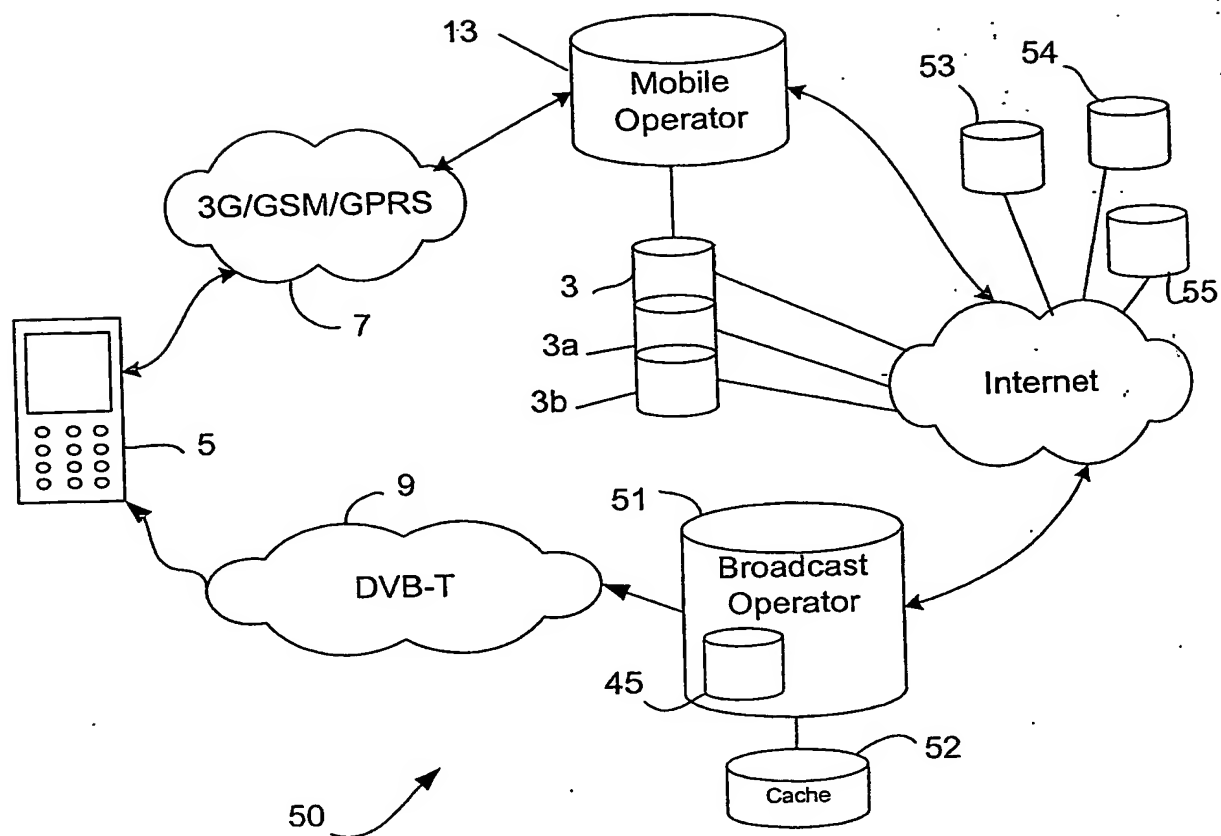 13
Mobile
Operator
53
54
3G/GSM/GPRS
7
3
3a
3b
55
Internet
5
9
DVB-T
51
Broadcast
Operator
45
52
Cache
50